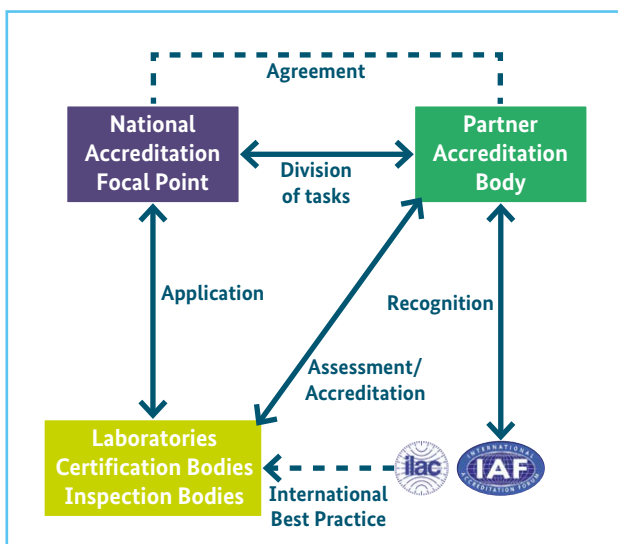 Agreement
National
Accreditation
Focal Point
Partner
Accreditation
Body
Division
of tasks
Application
Recognition
Assessment/
Accreditation
Laboratories
Certification Bodies
Inspection Bodies
International
Best Practice
ilac
INTERNATIONAL
IAF
ACCREDITATION FORUM